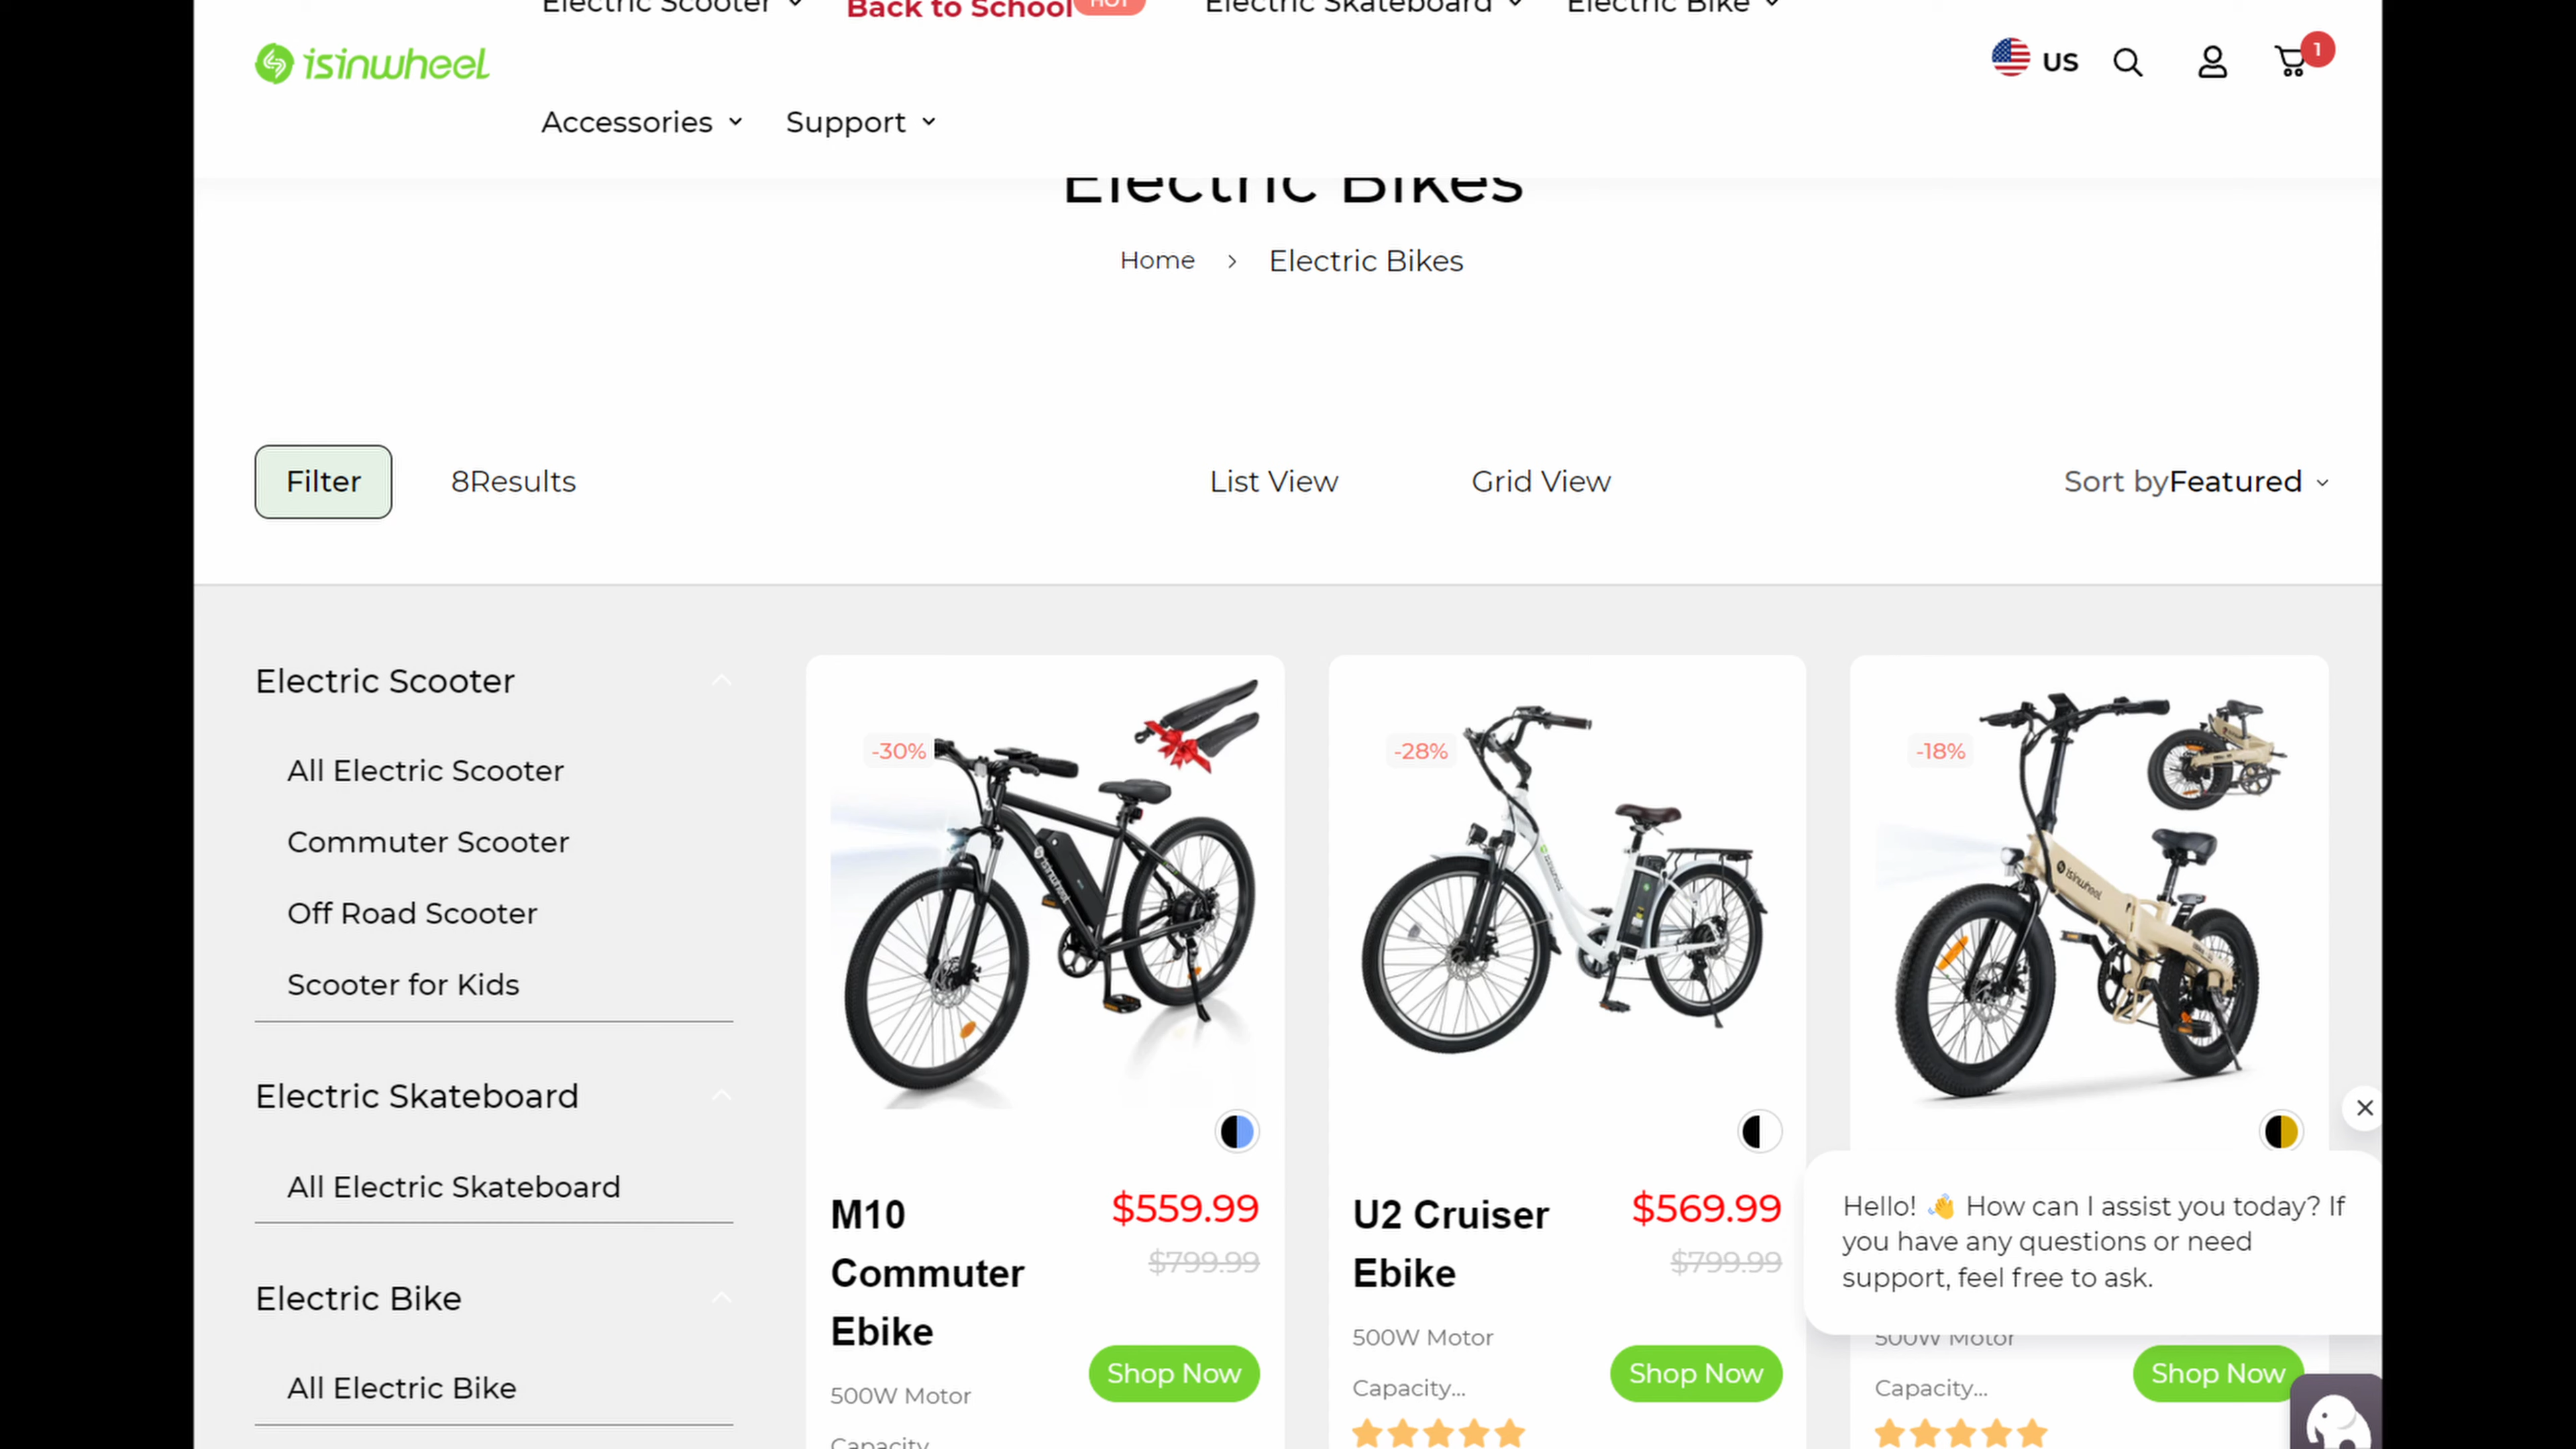 Electric Scooter
Back to School
HOT
Electric Skateboard
Electric Bike
isinwheel
US
1
Accessories
Support
Electric Bikes
Home > Electric Bikes
Filter
8Results
List View
Grid View
Sort byFeatured
Electric Scooter
All Electric Scooter
Commuter Scooter
Off Road Scooter
Scooter for Kids
Electric Skateboard
All Electric Skateboard
Electric Bike
All Electric Bike
-30%
isinwheel
M10
Commuter
Ebike
$559.99
$799.99
500W Motor
Shop Now
Capacity
-28%
isinwheel
U2 Cruiser
Ebike
$569.99
$799.99
500W Motor
Capacity...
Shop Now
-18%
isinwheel
Hello! 👋 How can I assist you today? If
you have any questions or need
support, feel free to ask.
500W Motor
Capacity...
Shop Now